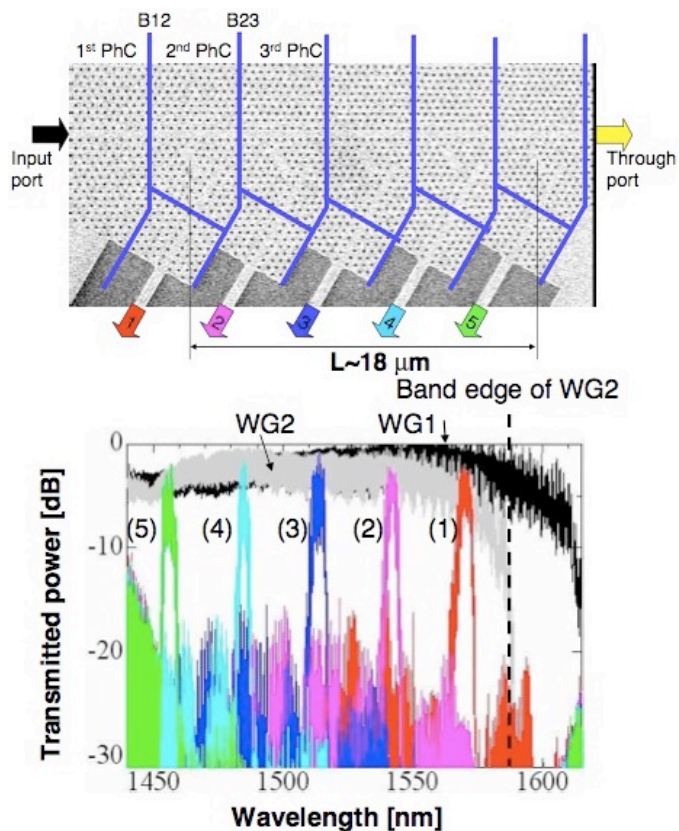 B12 B23
1st PhC 2nd PhC 3rd PhC
Input port
Through port
1 2 3 4 5
L~18 μm
Band edge of WG2
WG2 WG1
Transmitted power [dB]
0
-10
-20
-30
(5) (4) (3) (2) (1)
1450 1500 1550 1600
Wavelength [nm]